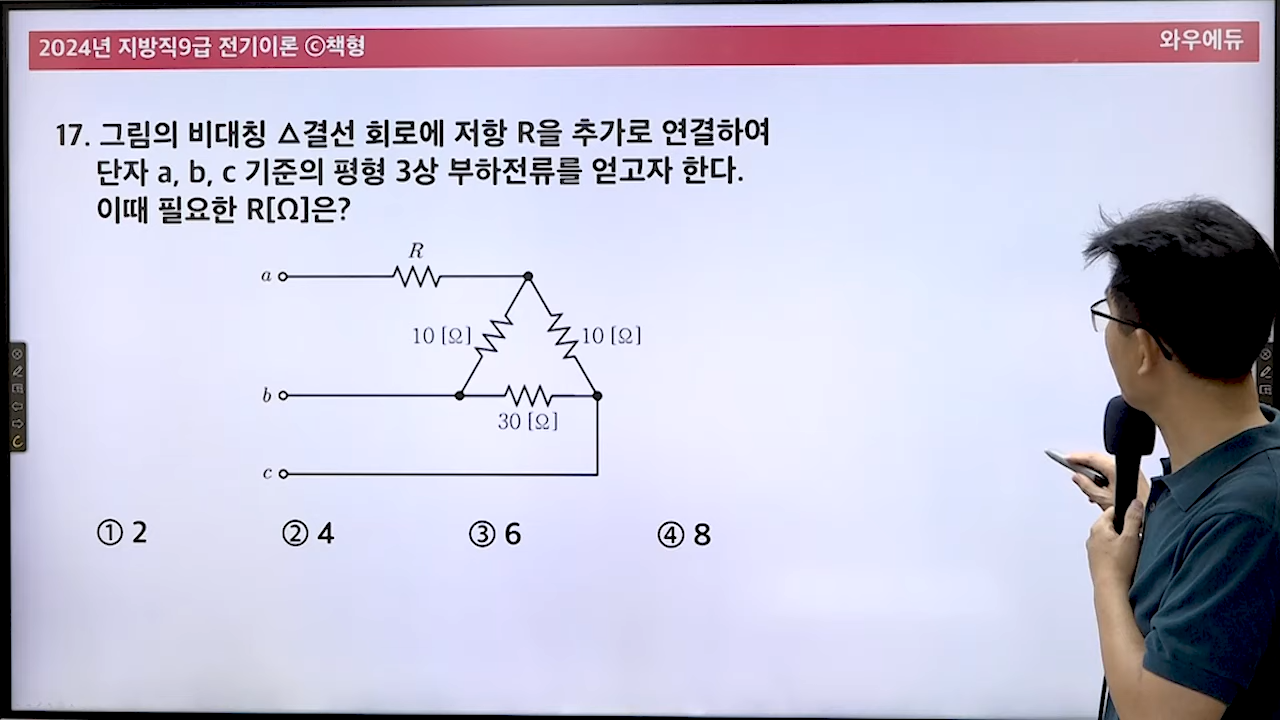 2024년 지방직9급 전기이론 ⓒ책형
와우에듀
17. 그림의 비대칭 △결선 회로에 저항 R을 추가로 연결하여
단자 a, b, c 기준의 평형 3상 부하전류를 얻고자 한다.
이때 필요한 R[Ω]은?
R
a
10 [Ω]
10 [Ω]
b
30 [Ω]
c
① 2 ② 4 ③ 6 ④ 8